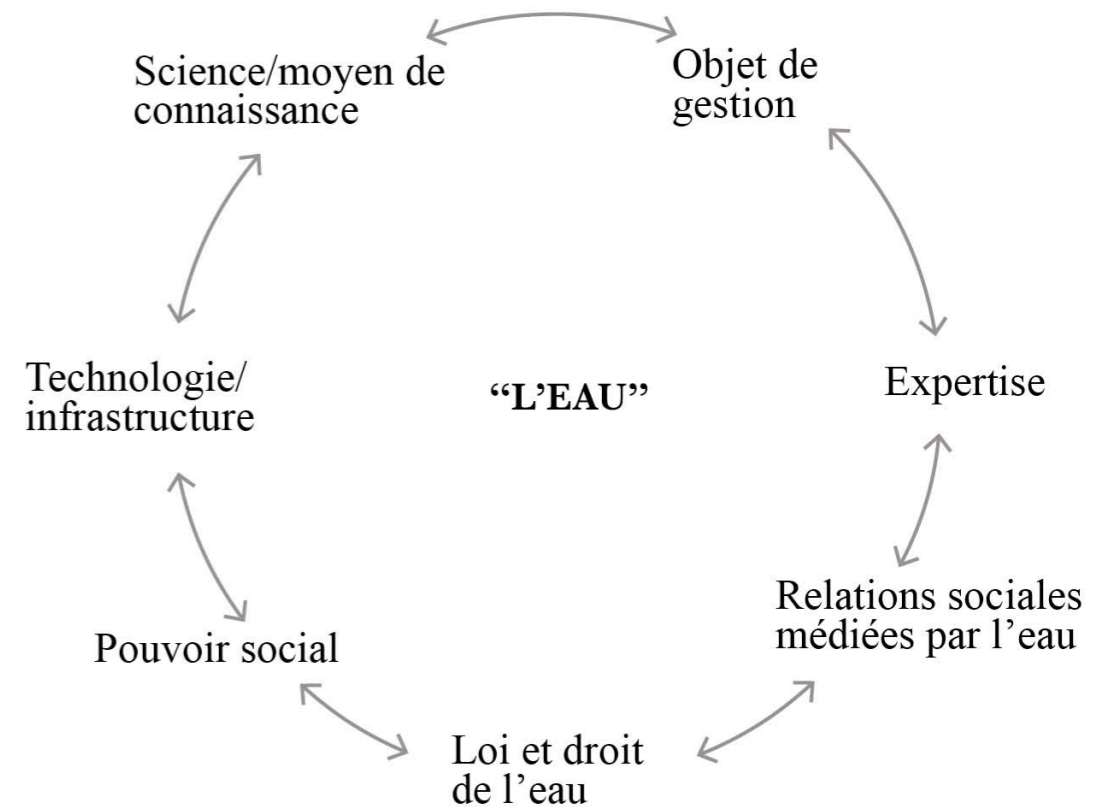 Science/moyen de
connaissance
Objet de
gestion
Technologie/
infrastructure
“L’EAU”
Expertise
Relations sociales
médiées par l’eau
Pouvoir social
Loi et droit
de l’eau